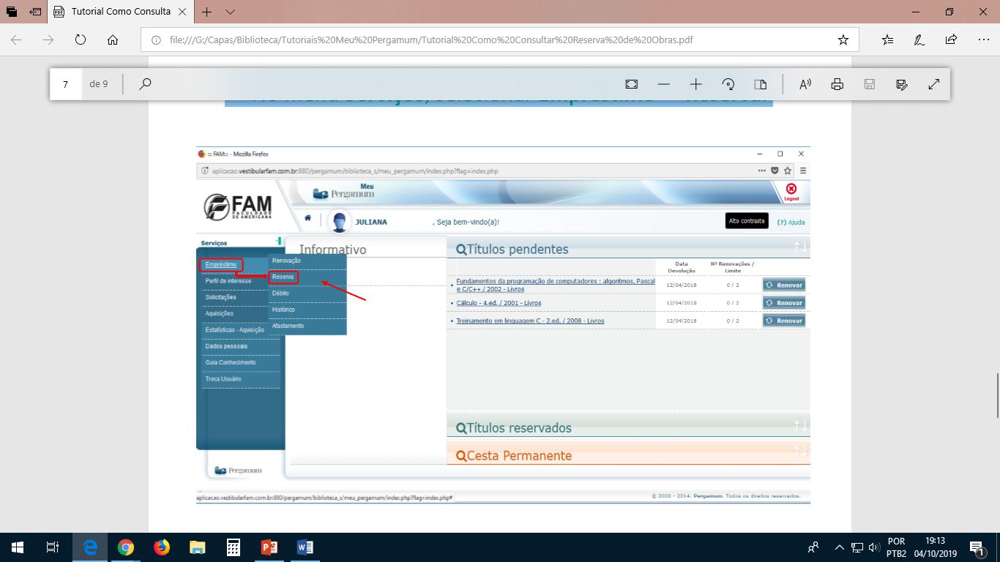 Tutorial Como Consulta
file:///G:/Capas/Biblioteca/Tutoriais%20Meu%20Pergamum/Tutorial%20Como%20Consultar%20Reserva%20de%20Obras.pdf
7 de 9
::: FAM::: - Mozilla Firefox
aplicacao.vestibularfam.com.br:880/pergamum/biblioteca_s/meu_pergamum/index.php?flag=index.php
FAM
FACULDADE
DE AMERICANA
Meu
Pergamum
Logout
JULIANA , Seja bem-vindo(a)!
Alto contraste
(?) Ajuda
Serviços
Empréstimo
Perfil de interesse
Solicitações
Aquisições
Estatísticas - Aquisição
Dados pessoais
Guia Conhecimento
Troca Usuário
Renovação
Reserva
Débito
Histórico
Afastamento
Informativo
Títulos pendentes
Data Devolução
Nº Renovações / Limite
• Fundamentos da programação de computadores : algoritmos, Pascal
e C/C++ / 2002 - Livros
12/04/2018 0 / 2 Renovar
• Cálculo - 4.ed. / 2001 - Livros 12/04/2018 0 / 2 Renovar
• Treinamento em linguagem C - 2.ed. / 2008 - Livros 12/04/2018 0 / 2 Renovar
Títulos reservados
Cesta Permanente
Pergamum
aplicacao.vestibularfam.com.br:880/pergamum/biblioteca_s/meu_pergamum/index.php?flag=index.php#
© 2000 - 2014. Pergamum. Todos os direitos reservados.
POR
PTB2
19:13
04/10/2019
1